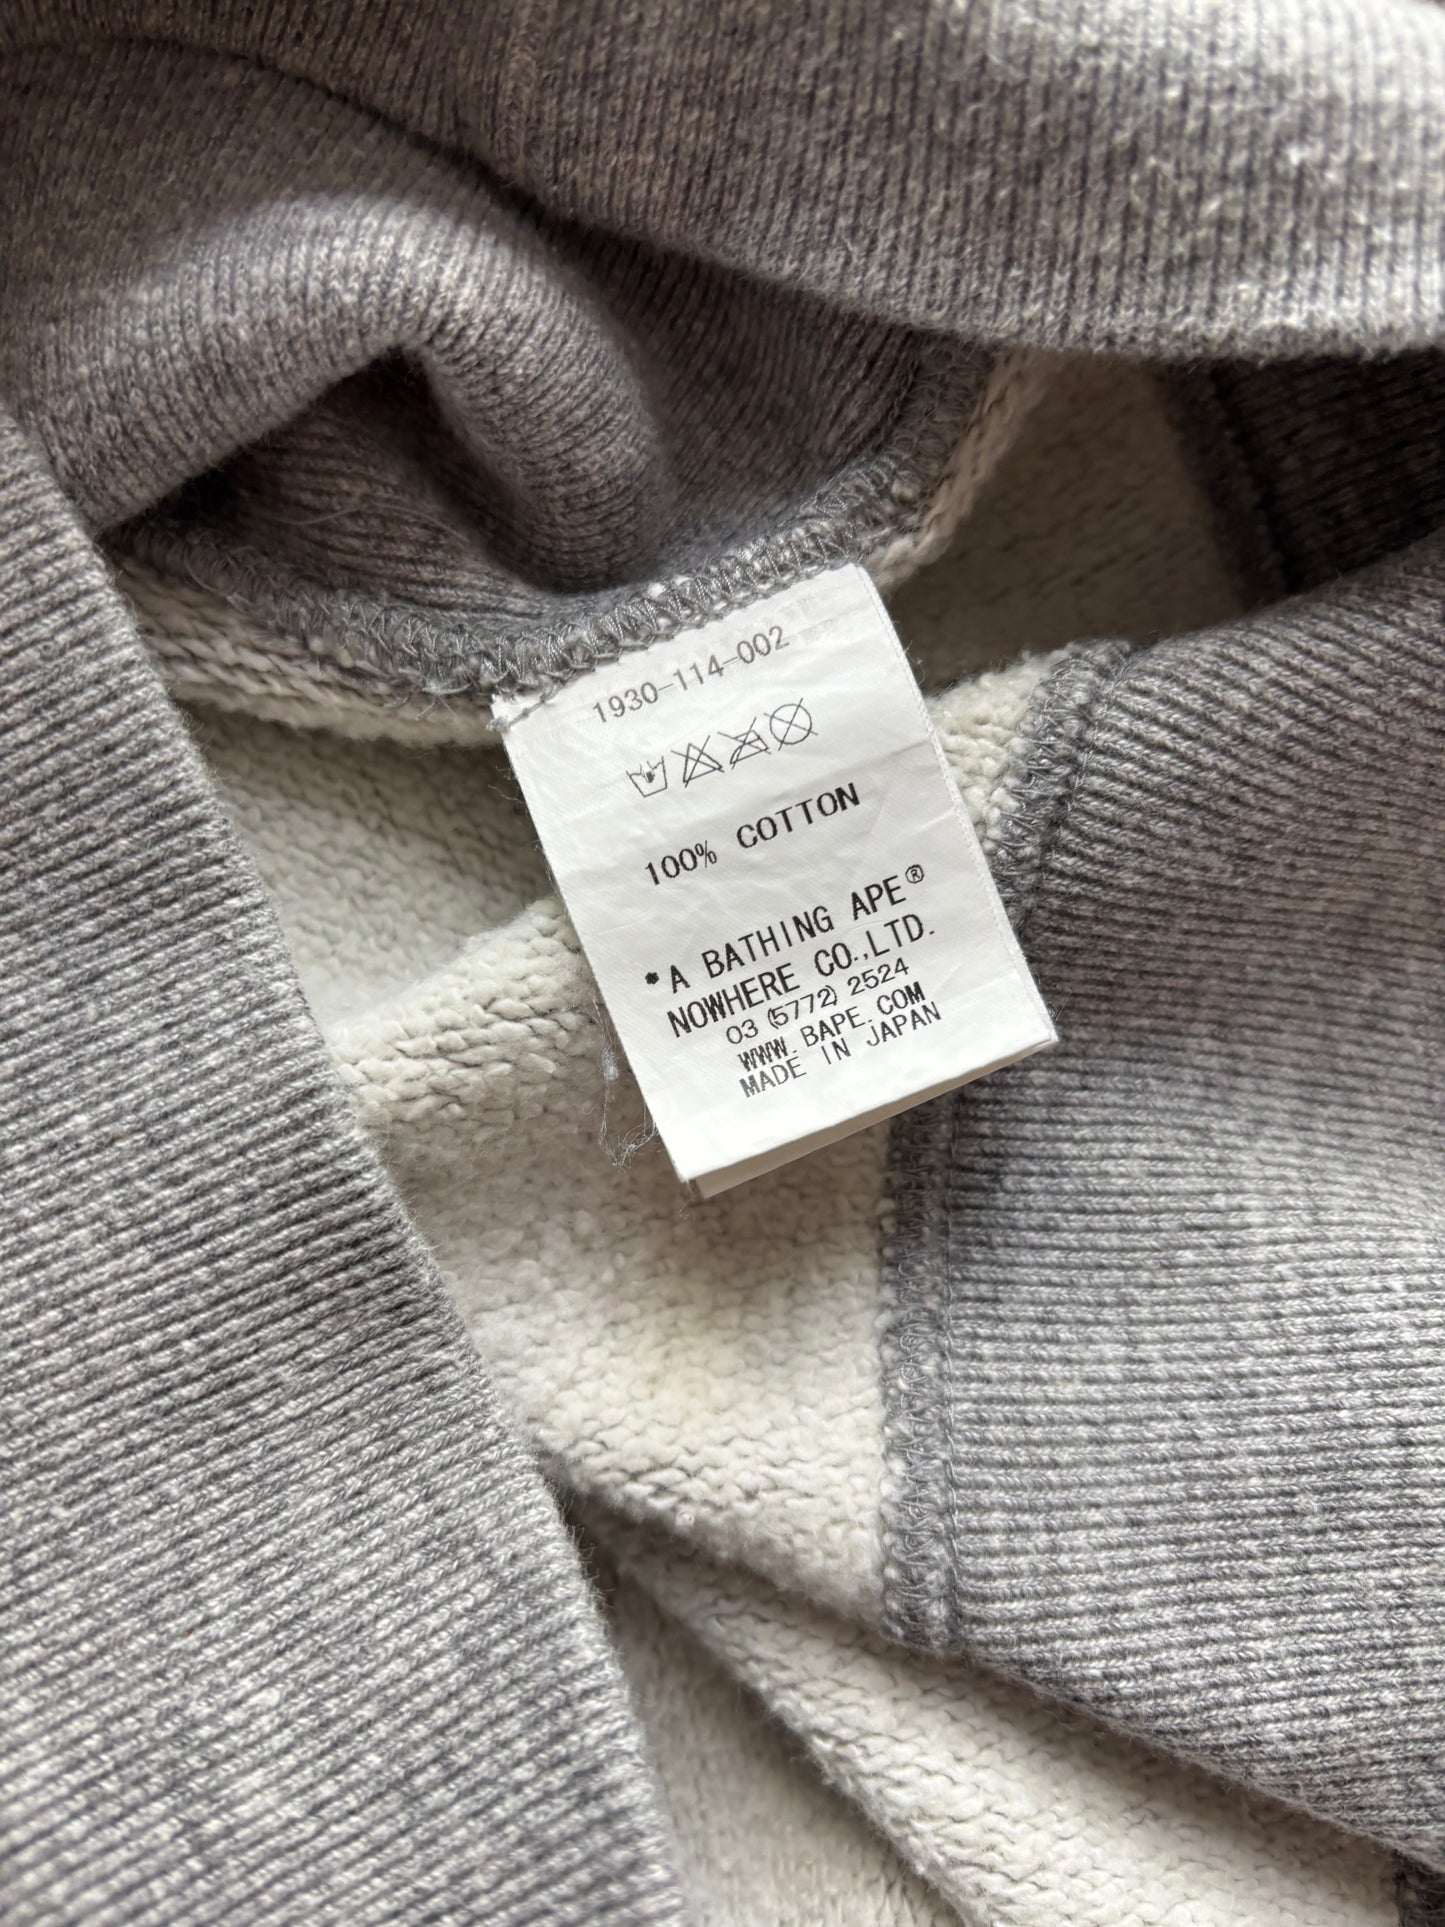 1930-114-002
100% COTTON
*A BATHING APE®
NOWHERE CO.,LTD.
03 (5772) 2524
WWW.BAPE.COM
MADE IN JAPAN